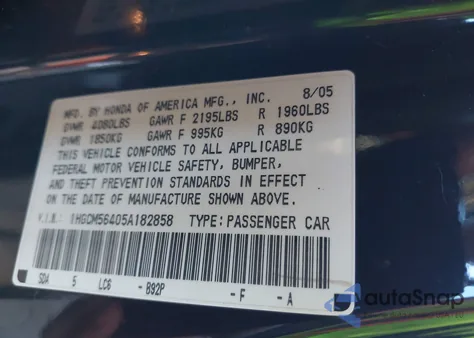 MFD. BY HONDA OF AMERICA MFG., INC. 8/05
GVWR 4080LBS GAWR F 2195LBS R 1960LBS
GVWR 1850KG GAWR F 995KG R 890KG
THIS VEHICLE CONFORMS TO ALL APPLICABLE
FEDERAL MOTOR VEHICLE SAFETY, BUMPER,
AND THEFT PREVENTION STANDARDS IN EFFECT
ON THE DATE OF MANUFACTURE SHOWN ABOVE.
V.I.N.: 1HGCM56405A182858 TYPE: PASSENGER CAR
SDA 5 LC6 - B92P - F - A
autoSnap